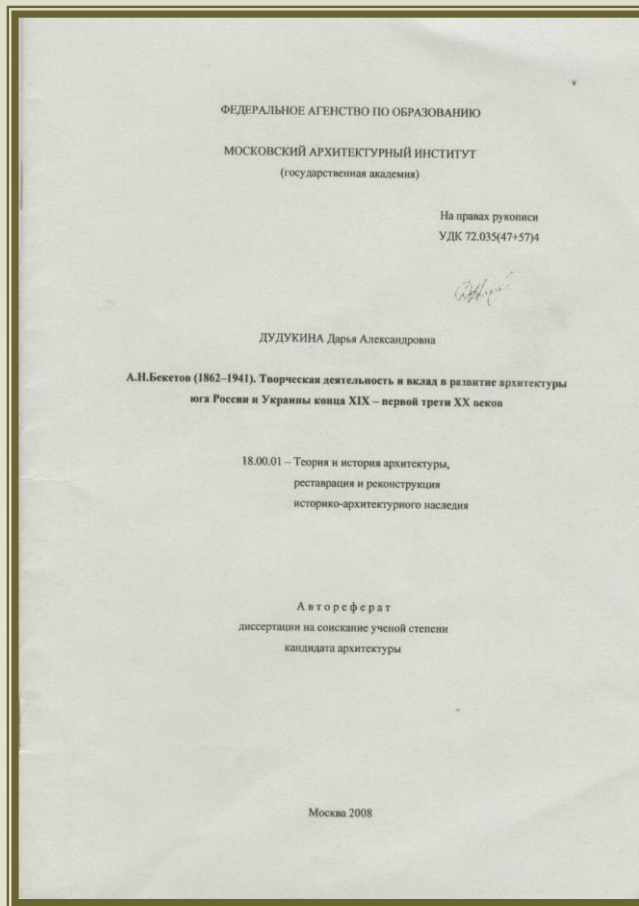 ФЕДЕРАЛЬНОЕ АГЕНСТВО ПО ОБРАЗОВАНИЮ
МОСКОВСКИЙ АРХИТЕКТУРНЫЙ ИНСТИТУТ
(государственная академия)
На правах рукописи
УДК 72.035(47+57)4
ДУДУКИНА Дарья Александровна
А.Н.Бекетов (1862–1941). Творческая деятельность и вклад в развитие архитектуры
юга России и Украины конца XIX – первой трети XX веков
18.00.01 – Теория и история архитектуры,
реставрация и реконструкция
историко-архитектурного наследия
Автореферат
диссертации на соискание ученой степени
кандидата архитектуры
Москва 2008